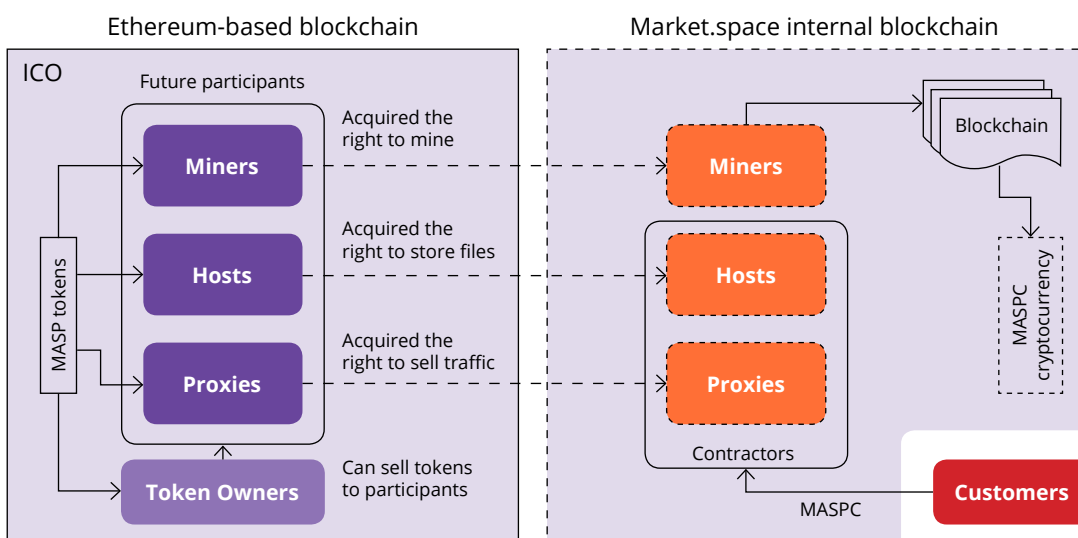 Ethereum-based blockchain
Market.space internal blockchain
ICO
Future participants
MASP tokens
Miners
Acquired the
right to mine
Hosts
Acquired the
right to store files
Proxies
Acquired the
right to sell traffic
Token Owners
Can sell tokens
to participants
Miners
Blockchain
Hosts
MASPC
cryptocurrency
Proxies
Contractors
MASPC
Customers